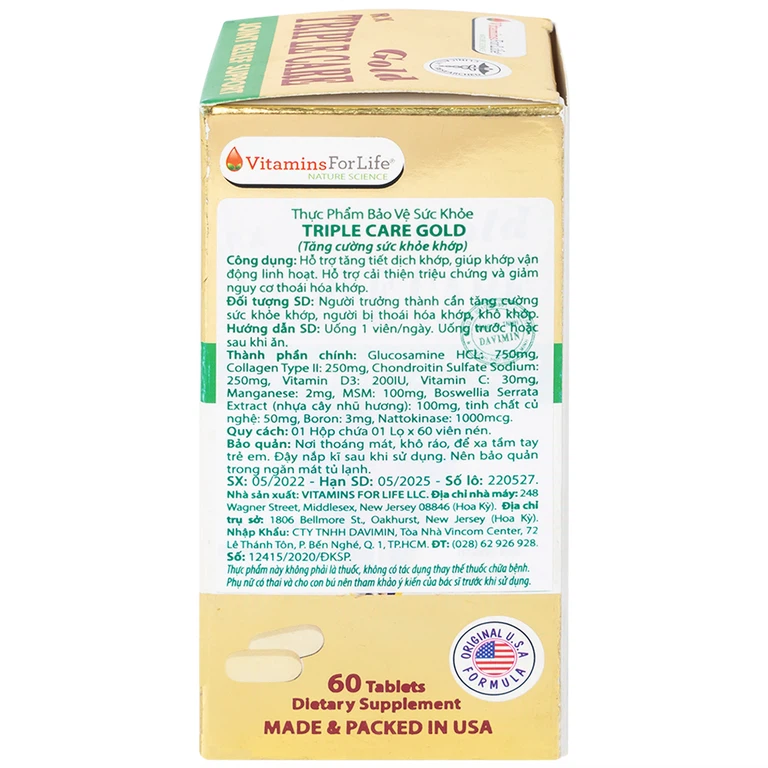 JOINT RELIEF SUPPORT
TRIPLE CARE
Gold
VitaminsForLife
NATURE SCIENCE
VitaminsForLife®
NATURE SCIENCE
Thực Phẩm Bảo Vệ Sức Khỏe
TRIPLE CARE GOLD
(Tăng cường sức khỏe khớp)
Công dụng: Hỗ trợ tăng tiết dịch khớp, giúp khớp vận
động linh hoạt. Hỗ trợ cải thiện triệu chứng và giảm
nguy cơ thoái hóa khớp.
Đối tượng SD: Người trưởng thành cần tăng cường
sức khỏe khớp, người bị thoái hóa khớp, khô khớp.
Hướng dẫn SD: Uống 1 viên/ngày. Uống trước hoặc
sau khi ăn.
DAVIMIN
Thành phần chính: Glucosamine HCL: 750mg,
Collagen Type II: 250mg, Chondroitin Sulfate Sodium:
250mg, Vitamin D3: 200IU, Vitamin C: 30mg,
Manganese: 2mg, MSM: 100mg, Boswellia Serrata
Extract (nhựa cây nhũ hương): 100mg, tinh chất củ
nghệ: 50mg, Boron: 3mg, Nattokinase: 1000mcg.
Quy cách: 01 Hộp chứa 01 Lọ x 60 viên nén.
Bảo quản: Nơi thoáng mát, khô ráo, để xa tầm tay
trẻ em. Đậy nắp kĩ sau khi sử dụng. Nên bảo quản
trong ngăn mát tủ lạnh.
SX: 05/2022 - Hạn SD: 05/2025 - Số lô: 220527.
Nhà sản xuất: VITAMINS FOR LIFE LLC. Địa chỉ nhà máy: 248
Wagner Street, Middlesex, New Jersey 08846 (Hoa Kỳ). Địa chỉ
trụ sở: 1806 Bellmore St., Oakhurst, New Jersey (Hoa Kỳ).
Nhập Khẩu: CTY TNHH DAVIMIN, Tòa Nhà Vincom Center, 72
Lê Thánh Tôn, P. Bến Nghé, Q. 1, TP.HCM. ĐT: (028) 62 926 928.
Số: 12415/2020/ĐKSP.
Thực phẩm này không phải là thuốc, không có tác dụng thay thế thuốc chữa bệnh.
Phụ nữ có thai và cho con bú nên tham khảo ý kiến của bác sĩ trước khi sử dụng.
ORIGINAL U.S.A
FORMULA
60 Tablets
Dietary Supplement
MADE & PACKED IN USA